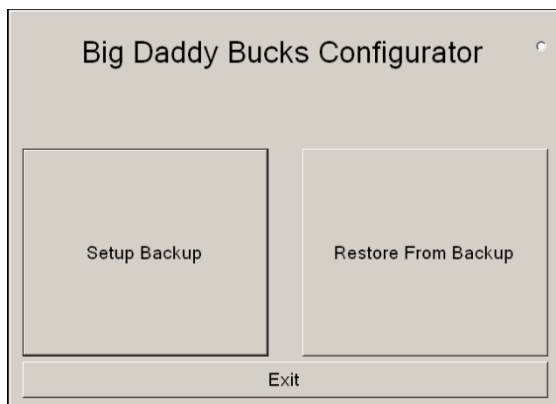 Big Daddy Bucks Configurator
Setup Backup
Restore From Backup
Exit